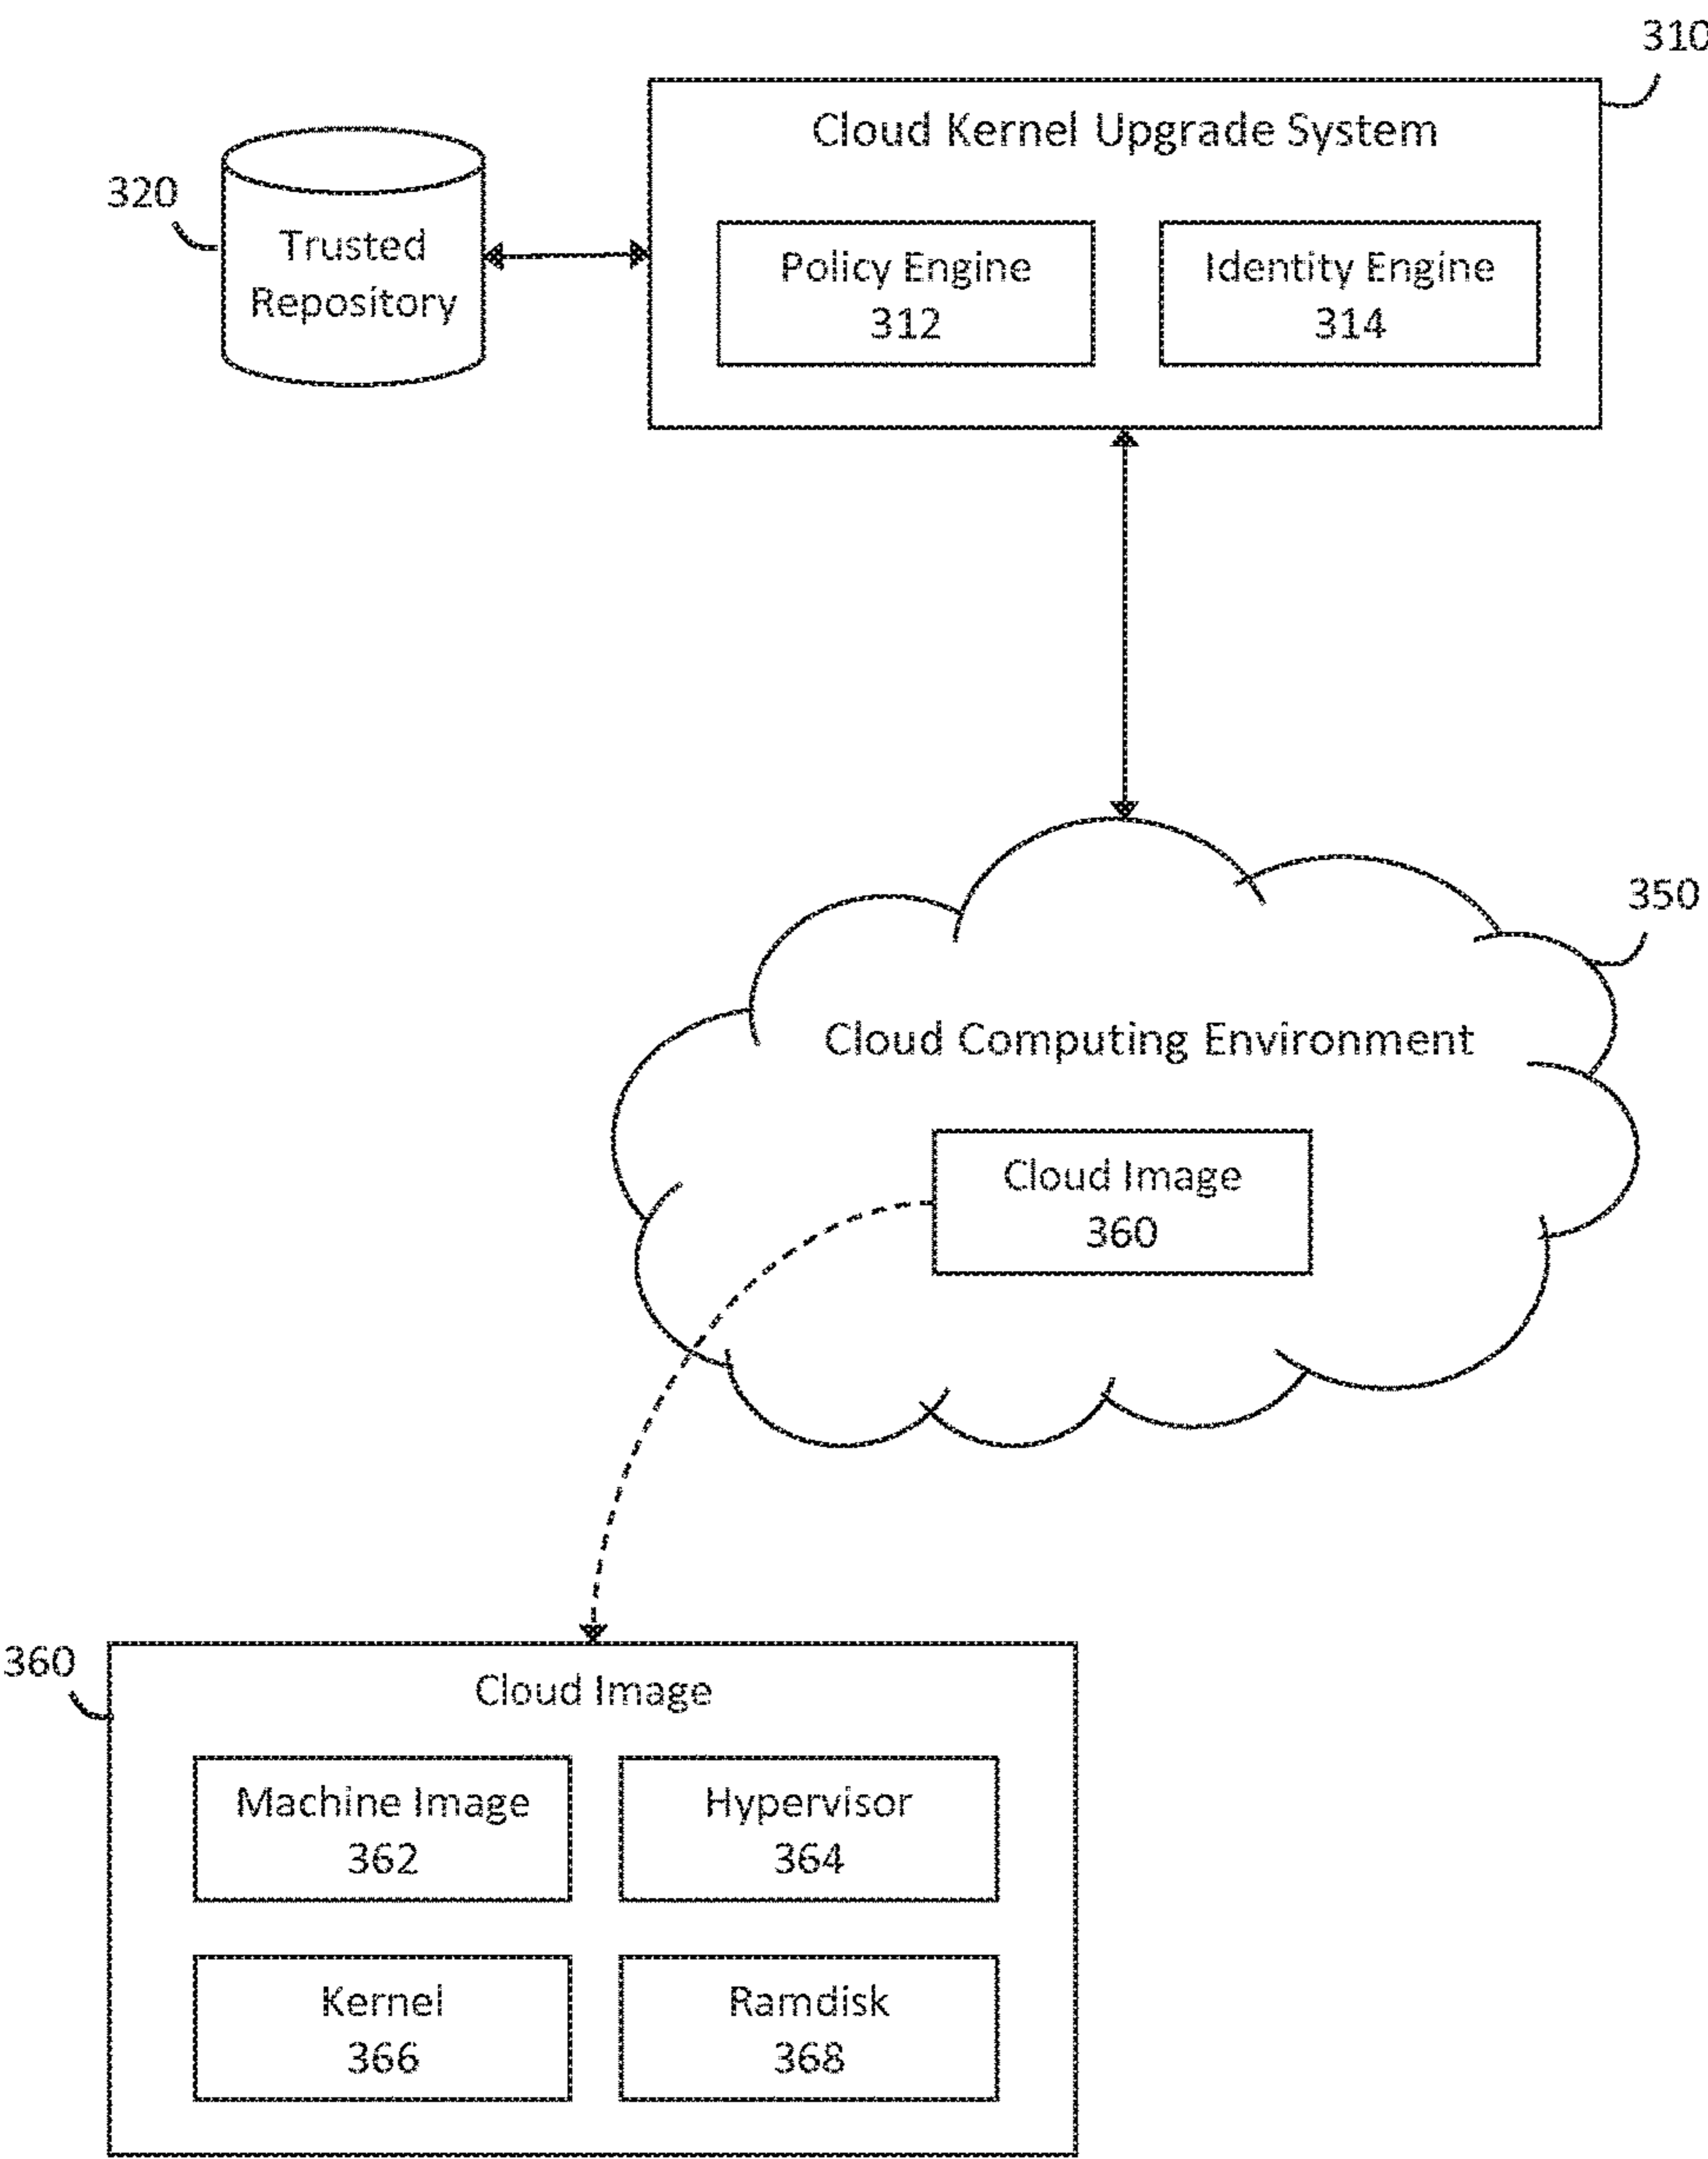 310
Cloud Kernel Upgrade System
320
Trusted
Repository
Policy Engine
312
Identity Engine
314
350
Cloud Computing Environment
Cloud Image
360
360
Cloud Image
Machine Image
362
Hypervisor
364
Kernel
366
Ramdisk
368